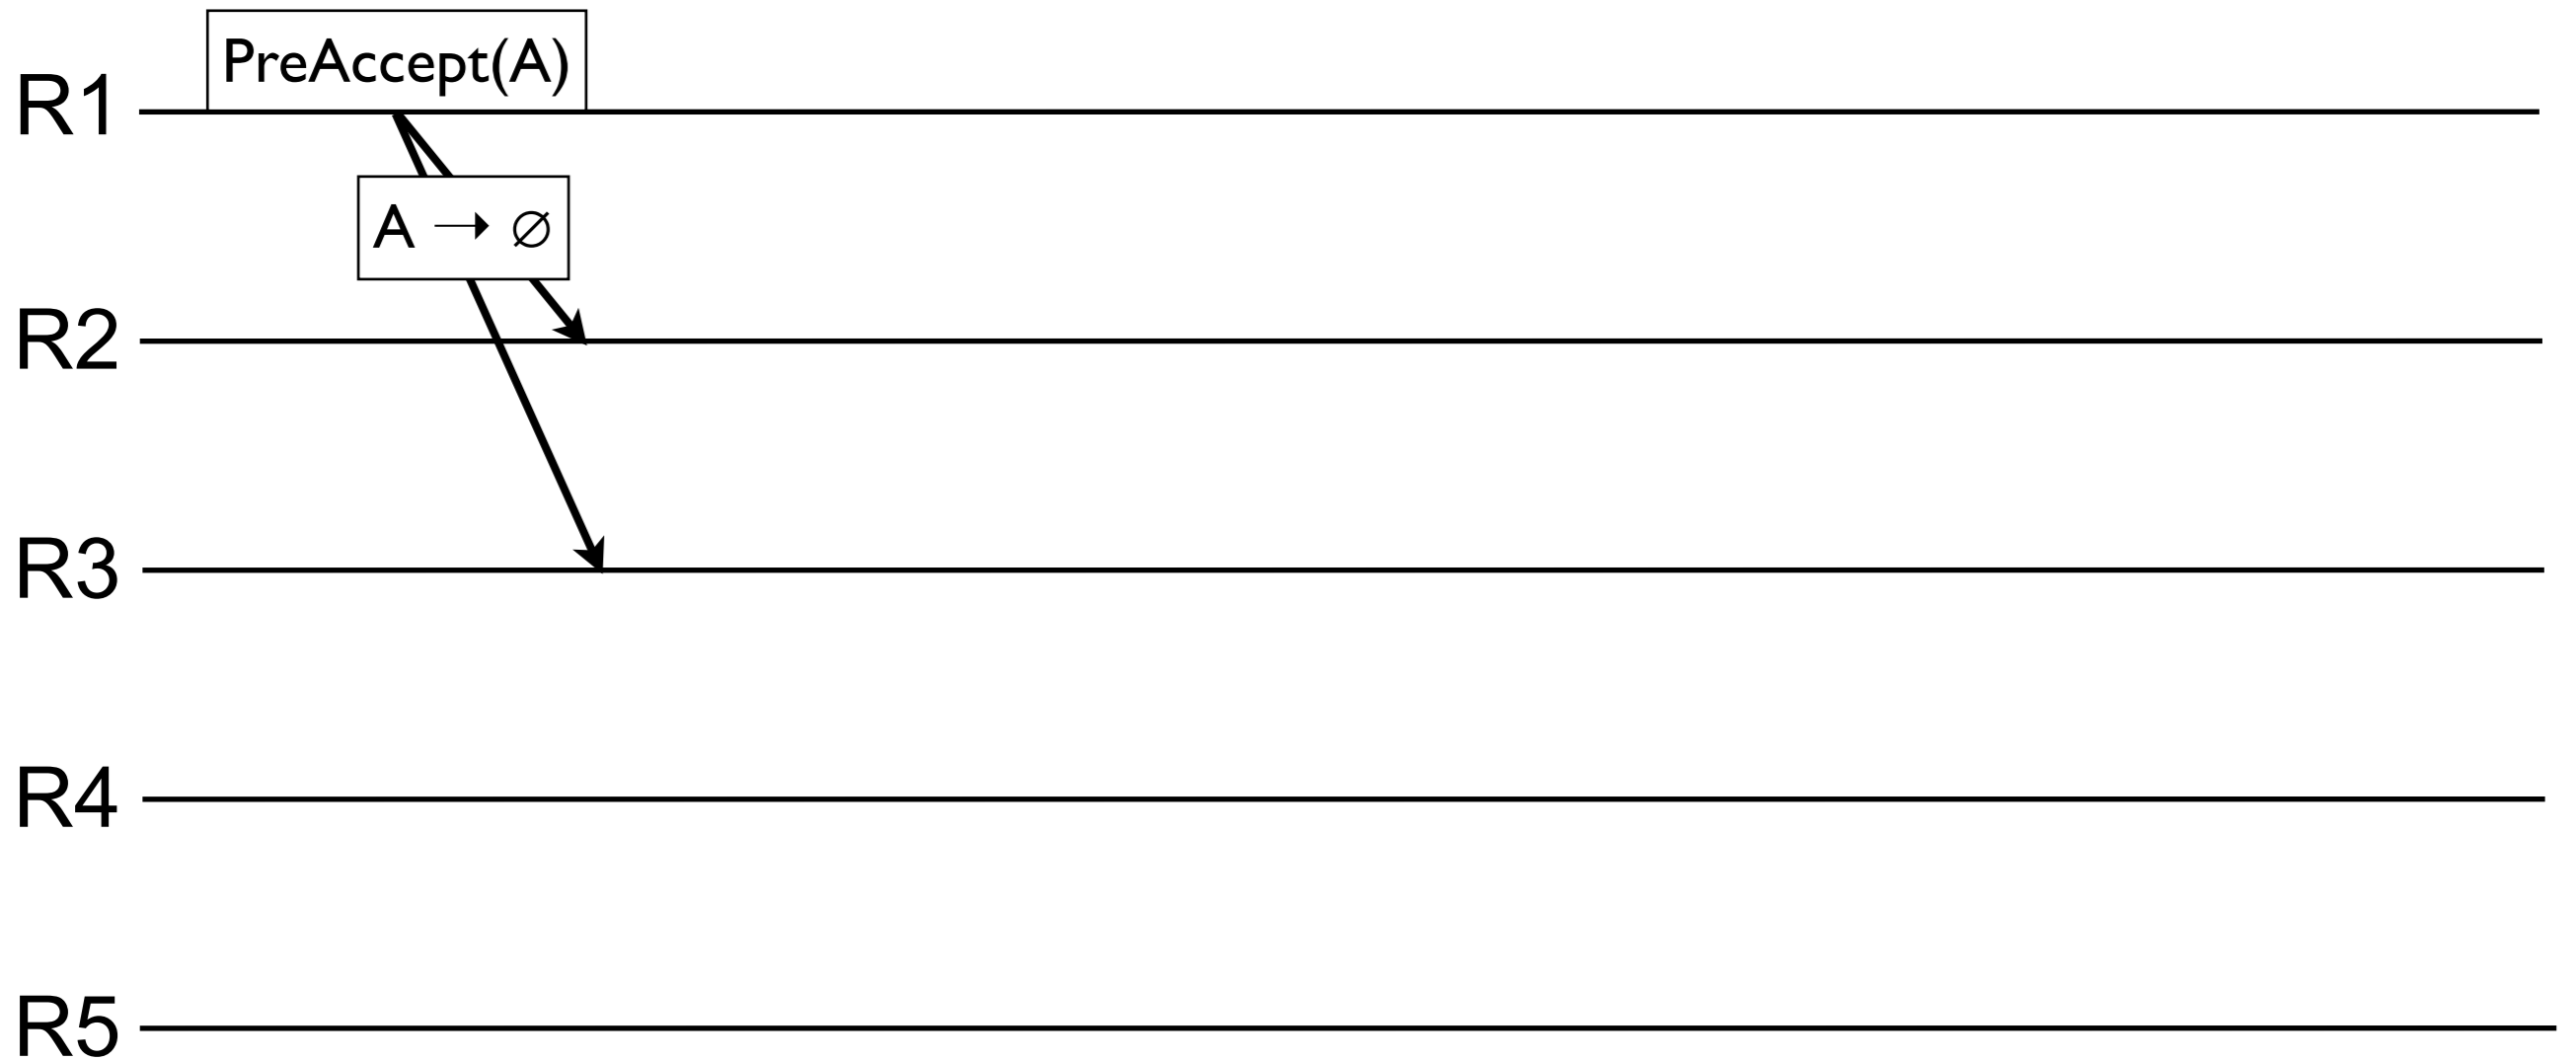 PreAccept(A)
R1
A → ∅
R2
R3
R4
R5